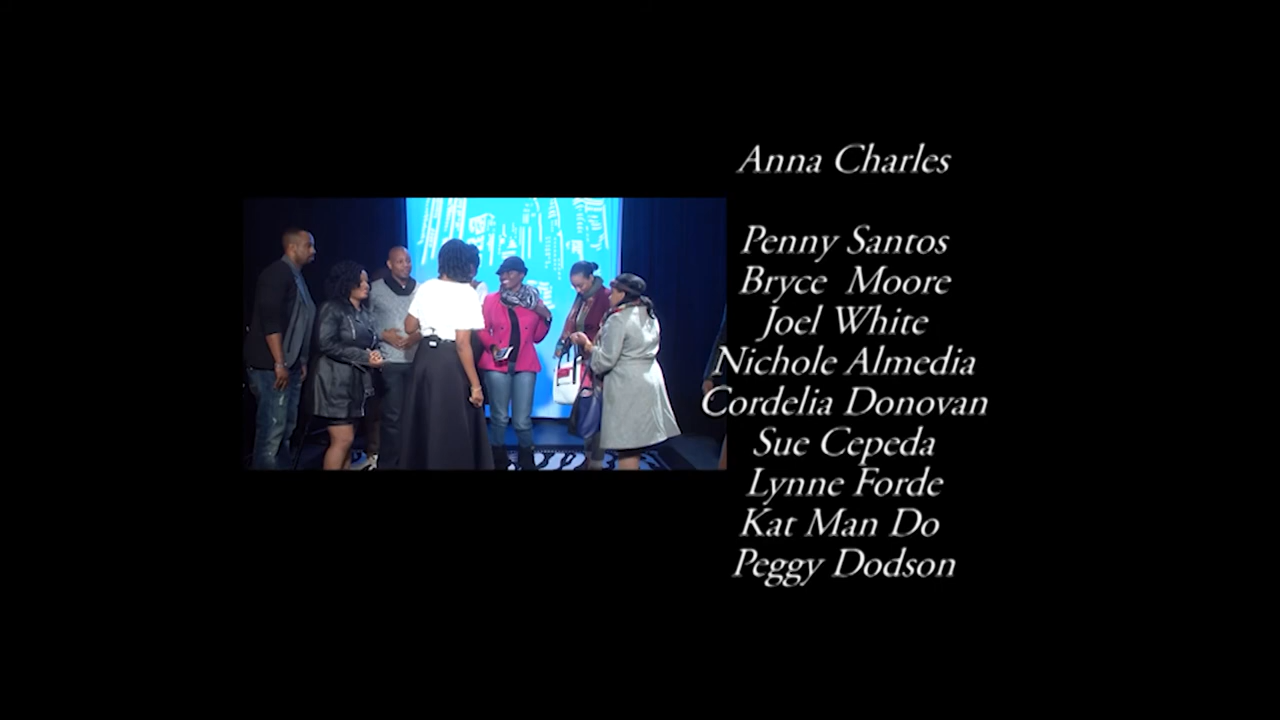 Anna Charles
Penny Santos
Bryce Moore
Joel White
Nichole Almedia
Cordelia Donovan
Sue Cepeda
Lynne Forde
Kat Man Do
Peggy Dodson